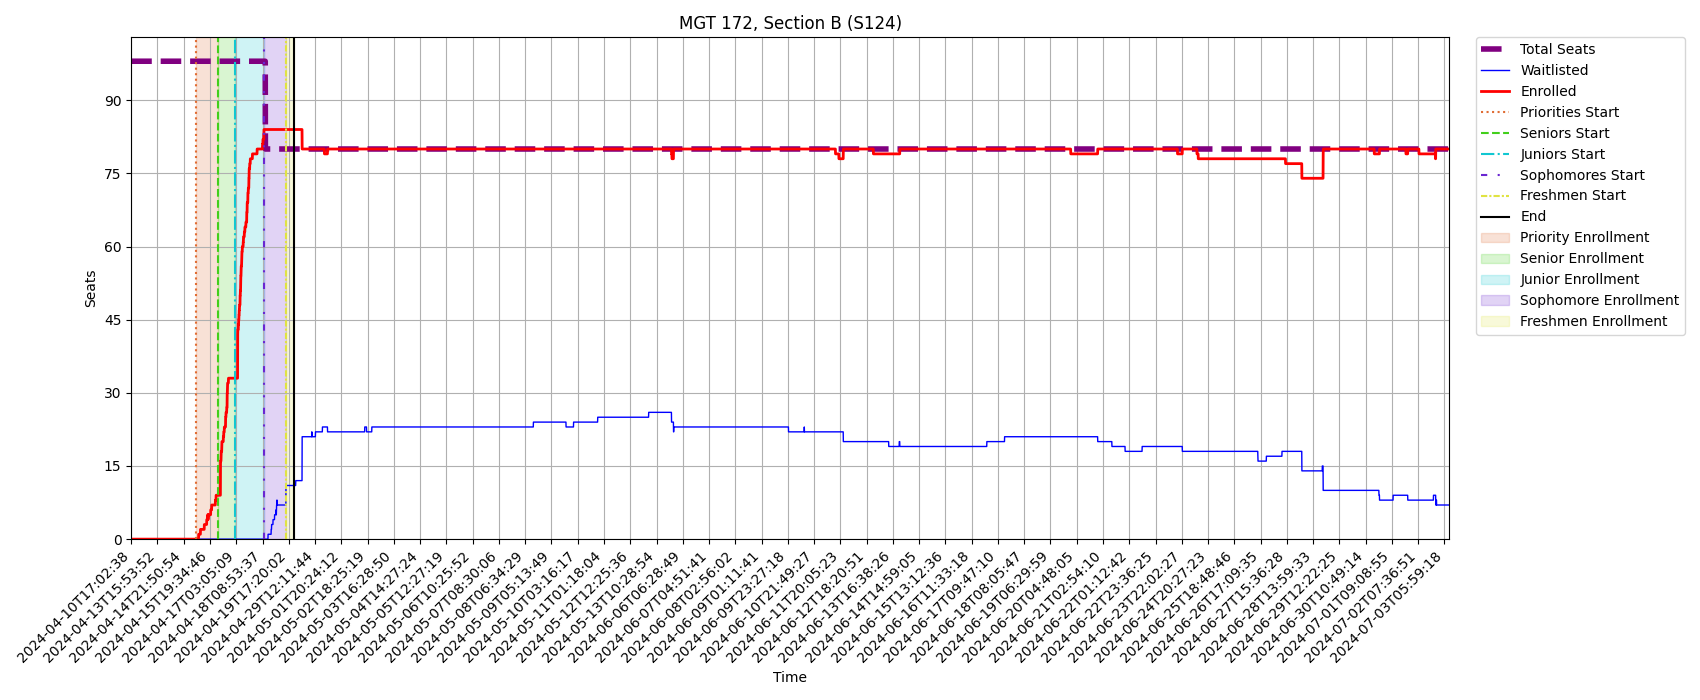 MGT 172, Section B (S124)
Total Seats
Waitlisted
Enrolled
Priorities Start
Seniors Start
Juniors Start
Sophomores Start
Freshmen Start
End
Priority Enrollment
Senior Enrollment
Junior Enrollment
Sophomore Enrollment
Freshmen Enrollment
Seats
90
75
60
45
30
15
0
2024-04-10T17:02:38
2024-04-13T15:53:52
2024-04-14T21:50:54
2024-04-15T19:34:46
2024-04-17T03:05:09
2024-04-18T08:53:37
2024-04-19T17:20:02
2024-04-29T12:11:44
2024-05-01T20:24:12
2024-05-02T18:25:19
2024-05-03T16:28:50
2024-05-04T14:27:24
2024-05-05T12:27:19
2024-05-06T10:25:52
2024-05-07T08:30:06
2024-05-08T06:34:29
2024-05-09T05:13:49
2024-05-10T03:16:17
2024-05-11T01:18:04
2024-05-12T12:25:36
2024-05-13T10:28:54
2024-06-06T06:28:49
2024-06-07T04:51:41
2024-06-08T02:56:02
2024-06-09T01:11:41
2024-06-09T23:27:18
2024-06-10T21:49:27
2024-06-11T20:05:23
2024-06-12T18:20:51
2024-06-13T16:38:26
2024-06-14T14:59:05
2024-06-15T13:12:36
2024-06-16T11:33:18
2024-06-17T09:47:10
2024-06-18T08:05:47
2024-06-19T06:29:59
2024-06-20T04:48:05
2024-06-21T02:54:10
2024-06-22T01:12:42
2024-06-22T23:36:25
2024-06-23T22:02:27
2024-06-24T20:27:23
2024-06-25T18:48:46
2024-06-26T17:09:35
2024-06-27T15:36:28
2024-06-28T13:59:33
2024-06-29T12:22:25
2024-06-30T10:49:14
2024-07-01T09:08:55
2024-07-02T07:36:51
2024-07-03T05:59:18
Time